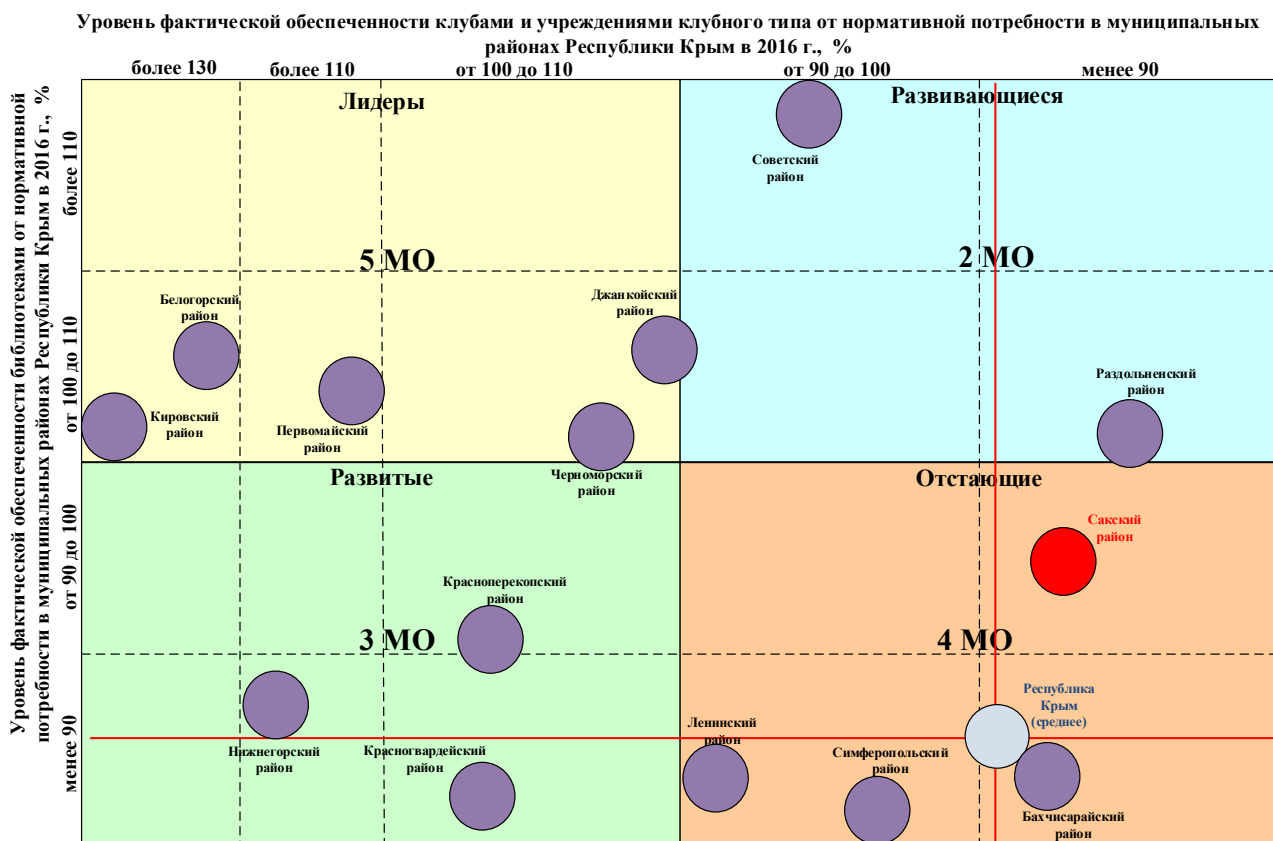 Уровень фактической обеспеченности клубами и учреждениями клубного типа от нормативной потребности в муниципальных
районах Республики Крым в 2016 г., %
более 130
более 110
от 100 до 110
от 90 до 100
менее 90
Уровень фактической обеспеченности библиотеками от нормативной
потребности в муниципальных районах Республики Крым в 2016 г., %
более 110
от 100 до 110
от 90 до 100
менее 90
Лидеры
5 МО
Белогорский
район
Кировский
район
Первомайский
район
Джанкойский
район
Черноморский
район
Развивающиеся
2 МО
Советский
район
Раздольненский
район
Развитые
3 МО
Красноперекопский
район
Нижнегорский
район
Красногвардейский
район
Отстающие
4 МО
Сакский
район
Республика
Крым
(среднее)
Ленинский
район
Симферопольский
район
Бахчисарайский
район